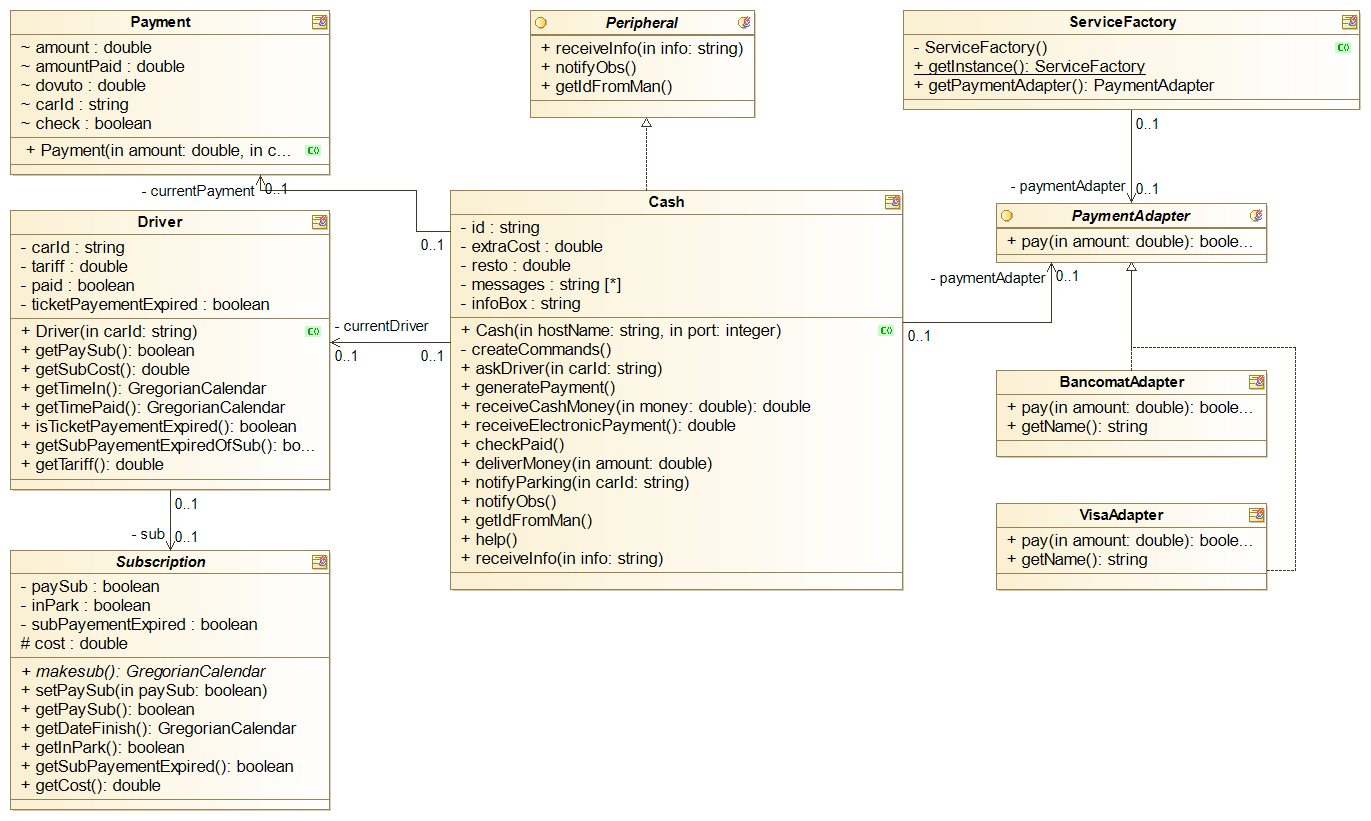 Payment
~ amount : double
~ amountPaid : double
~ dovuto : double
~ carId : string
~ check : boolean
+ Payment(in amount: double, in c...
Peripheral
+ receiveInfo(in info: string)
+ notifyObs()
+ getIdFromMan()
ServiceFactory
- ServiceFactory()
+ getInstance(): ServiceFactory
+ getPaymentAdapter(): PaymentAdapter
0..1
- paymentAdapter
0..1
- currentPayment
0..1
0..1
Driver
- carId : string
- tariff : double
- paid : boolean
- ticketPayementExpired : boolean
+ Driver(in carId: string)
+ getPaySub(): boolean
+ getSubCost(): double
+ getTimeIn(): GregorianCalendar
+ getTimePaid(): GregorianCalendar
+ isTicketPayementExpired(): boolean
+ getSubPayementExpiredOfSub(): bo...
+ getTariff(): double
- currentDriver
0..1
0..1
Cash
- id : string
- extraCost : double
- resto : double
- messages : string [*]
- infoBox : string
+ Cash(in hostName: string, in port: integer)
- createCommands()
+ askDriver(in carId: string)
+ generatePayment()
+ receiveCashMoney(in money: double): double
+ receiveElectronicPayment(): double
+ checkPaid()
+ deliverMoney(in amount: double)
+ notifyParking(in carId: string)
+ notifyObs()
+ getIdFromMan()
+ help()
+ receiveInfo(in info: string)
PaymentAdapter
+ pay(in amount: double): boole...
- paymentAdapter
0..1
0..1
BancomatAdapter
+ pay(in amount: double): boole...
+ getName(): string
VisaAdapter
+ pay(in amount: double): boole...
+ getName(): string
0..1
- sub
0..1
Subscription
- paySub : boolean
- inPark : boolean
- subPayementExpired : boolean
# cost : double
+ makesub(): GregorianCalendar
+ setPaySub(in paySub: boolean)
+ getPaySub(): boolean
+ getDateFinish(): GregorianCalendar
+ getInPark(): boolean
+ getSubPayementExpired(): boolean
+ getCost(): double